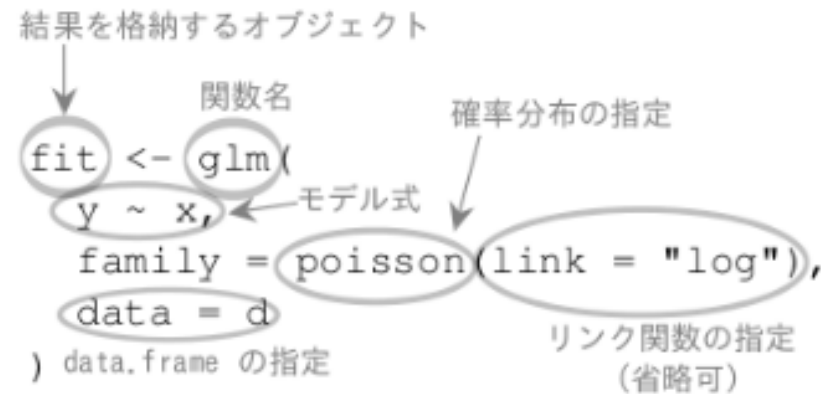 結果を格納するオブジェクト
関数名
確率分布の指定
fit <- glm(
y ~ x,
モデル式
family = poisson(link = "log"),
data = d
リンク関数の指定
) data.frame の指定
(省略可)